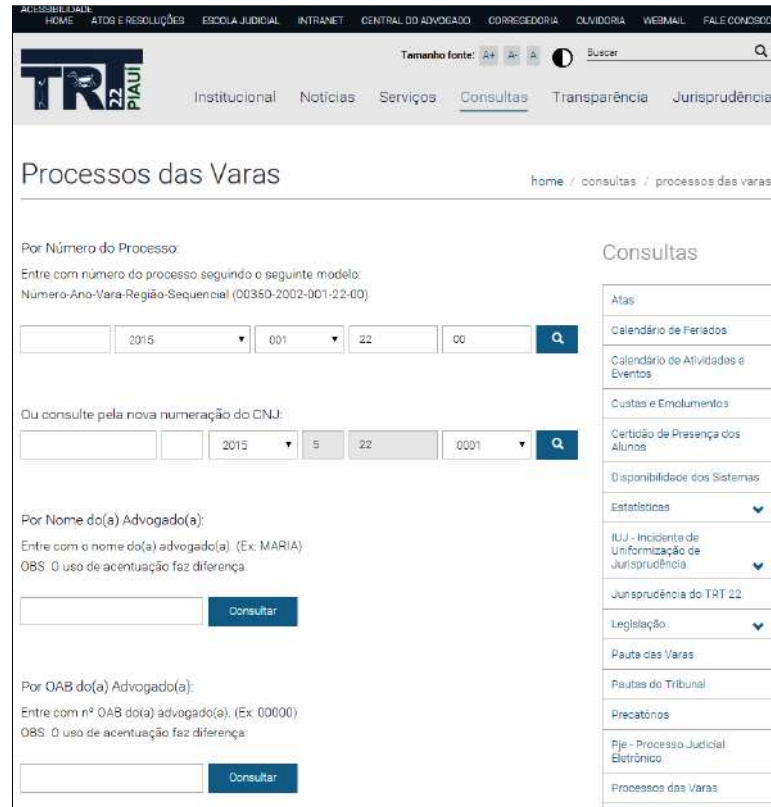 ACESSIBILIDADE
HOME ATOS E RESOLUÇÕES ESCOLA JUDICIAL INTRANET CENTRAL DO ADVOGADO CORREGEDORIA OUVIDORIA WEBMAIL FALE CONOSCO
Tamanho fonte: A+ A- A Buscar
TRT 22 PIAUÍ
Institucional Notícias Serviços Consultas Transparência Jurisprudência
Processos das Varas
home / consultas / processos das varas
Por Número do Processo:
Entre com número do processo seguindo o seguinte modelo:
Número-Ano-Vara-Região-Sequencial (00350-2002-001-22-00)
2015 001 22 00
Ou consulte pela nova numeração do CNJ:
2015 5 22 0001
Por Nome do(a) Advogado(a):
Entre com o nome do(a) advogado(a). (Ex: MARIA)
OBS. O uso de acentuação faz diferença.
Consultar
Por OAB do(a) Advogado(a):
Entre com nº OAB do(a) advogado(a). (Ex: 00000)
OBS. O uso de acentuação faz diferença.
Consultar
Consultas
Atas
Calendário de Feriados
Calendário de Atividades e
Eventos
Custas e Emolumentos
Certidão de Presença dos
Alunos
Disponibilidade dos Sistemas
Estatísticas
IUJ - Incidente de
Uniformização de
Jurisprudência
Jurisprudência do TRT 22
Legislação
Pauta das Varas
Pautas do Tribunal
Precatórios
Pje - Processo Judicial
Eletrônico
Processos das Varas